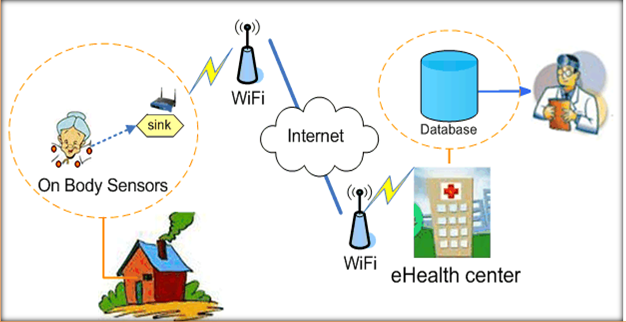 WiFi
sink
On Body Sensors
Internet
WiFi
Database
eHealth center